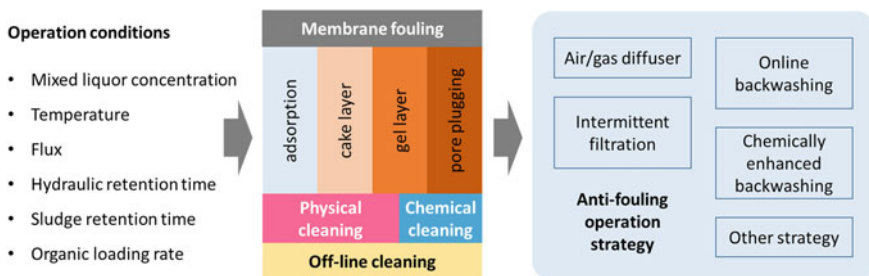 Operation conditions
• Mixed liquor concentration
• Temperature
• Flux
• Hydraulic retention time
• Sludge retention time
• Organic loading rate
Membrane fouling
adsorption
cake layer
gel layer
pore plugging
Physical
cleaning
Chemical
cleaning
Off-line cleaning
Air/gas diffuser
Intermittent
filtration
Anti-fouling
operation
strategy
Online
backwashing
Chemically
enhanced
backwashing
Other strategy